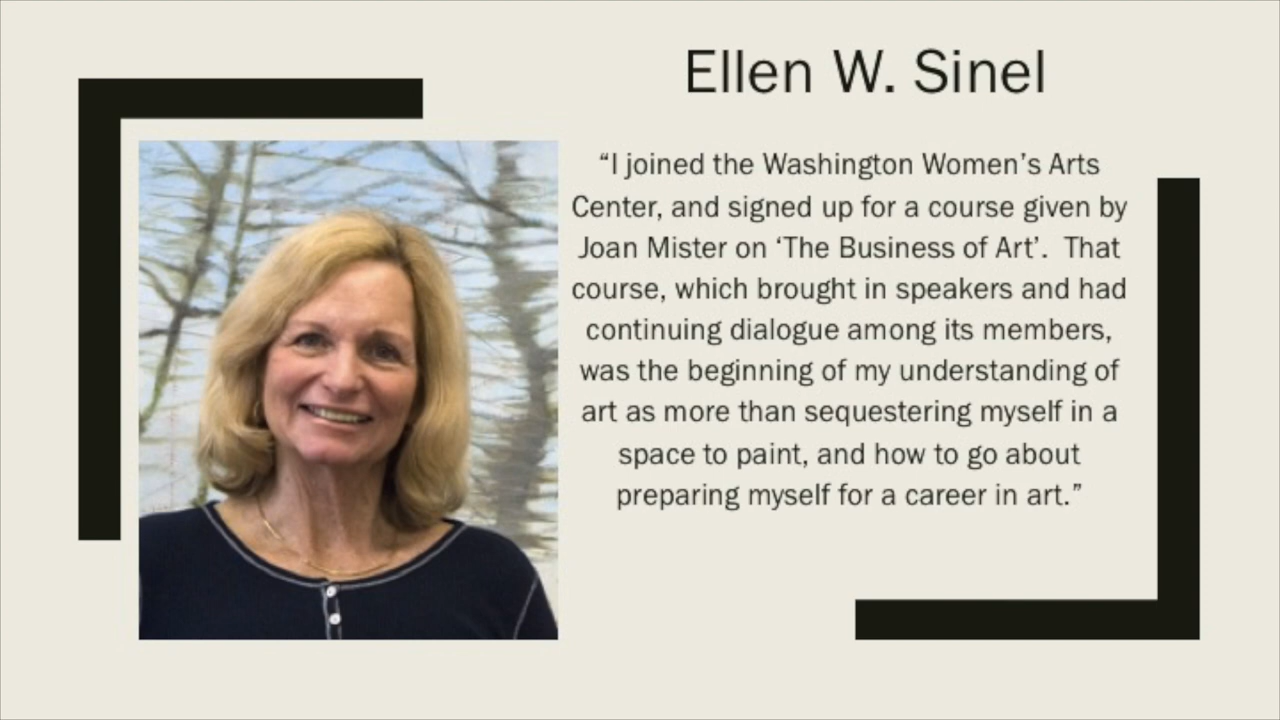 Ellen W. Sinel
“I joined the Washington Women’s Arts
Center, and signed up for a course given by
Joan Mister on ‘The Business of Art’.  That
course, which brought in speakers and had
continuing dialogue among its members,
was the beginning of my understanding of
art as more than sequestering myself in a
space to paint, and how to go about
preparing myself for a career in art.”